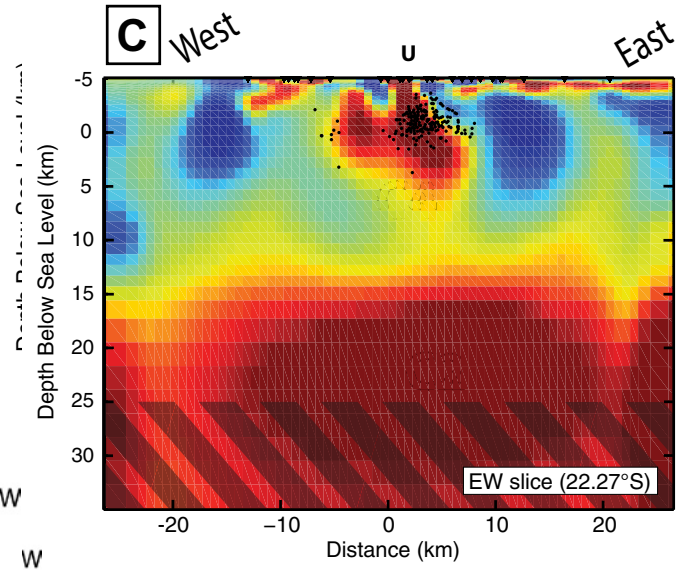 C
West
U
East
Depth Below Sea Level (km)
-5
0
5
10
15
20
25
30
C2
EW slice (22.27°S)
-20
−10
0
10
20
Distance (km)
W
W